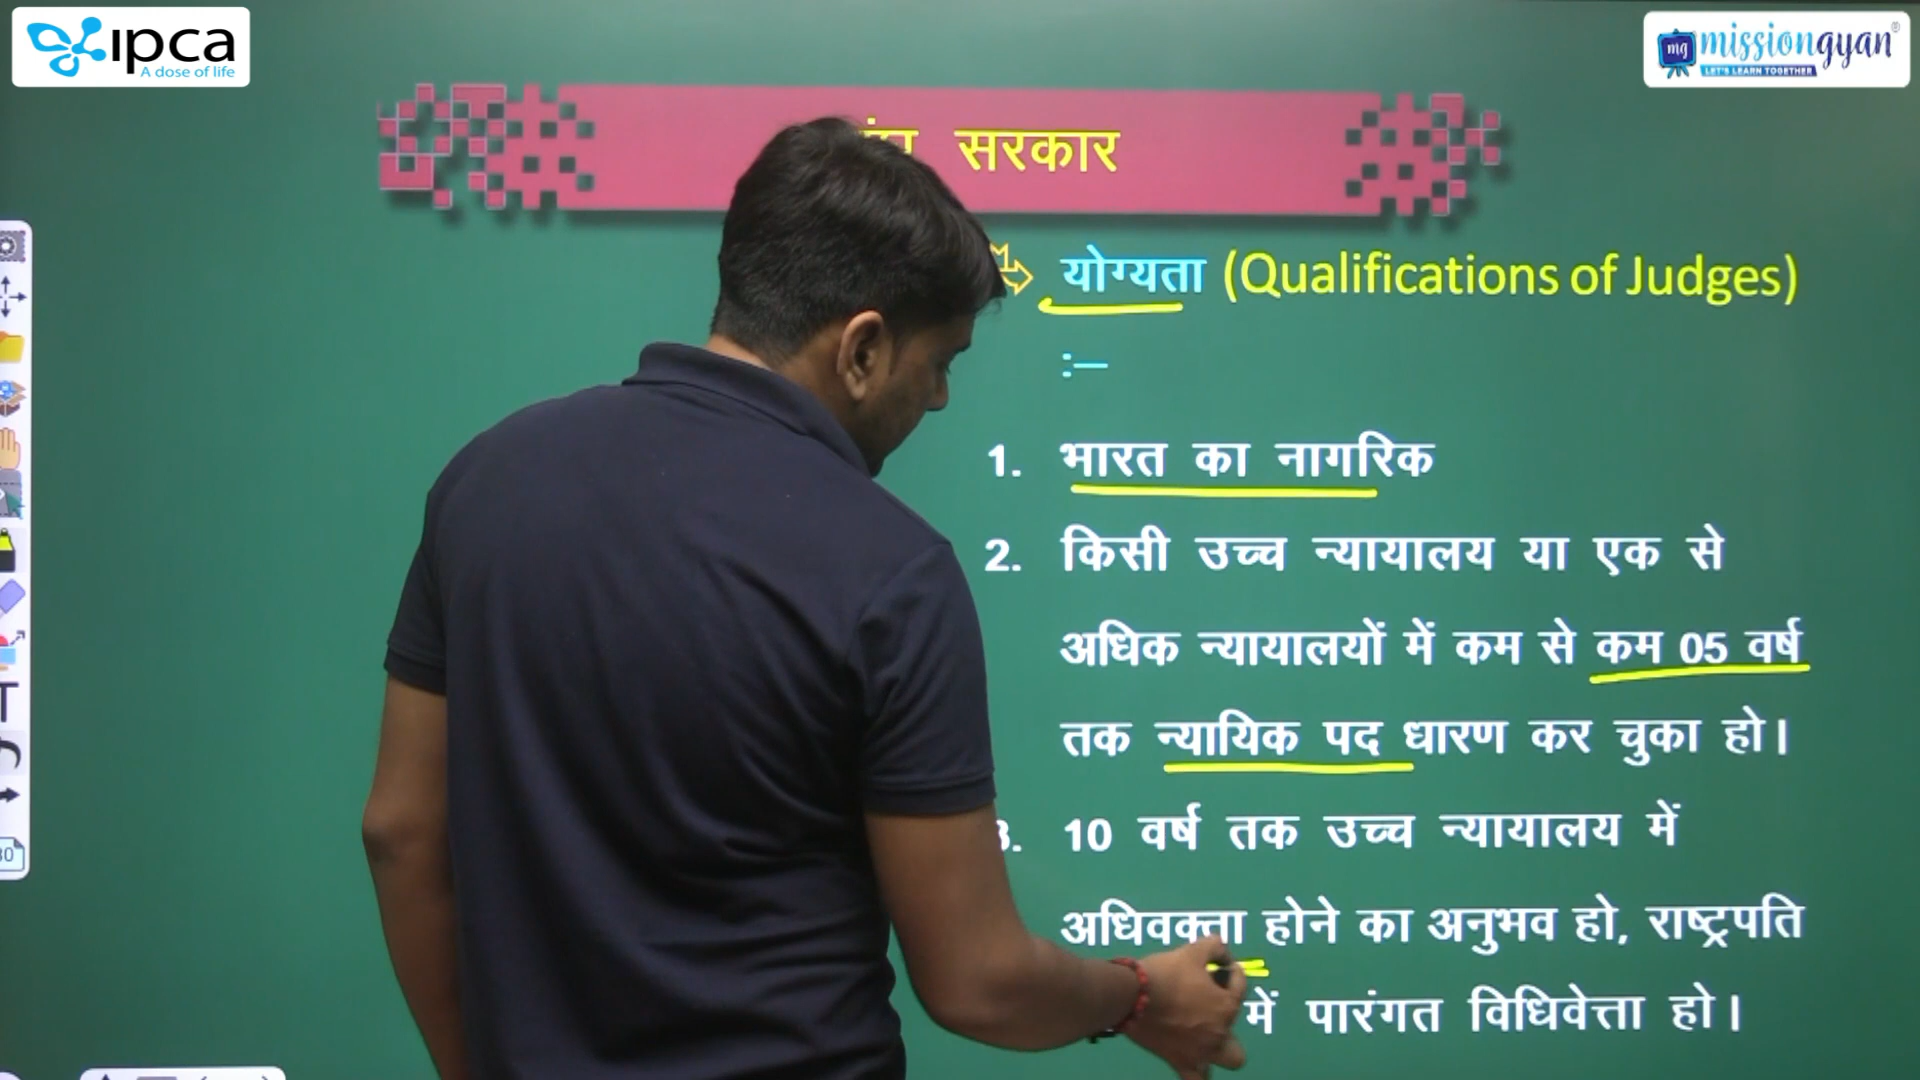 ipca
A dose of life
mg missiongyan®
LET'S LEARN TOGETHER
सरकार
योग्यता (Qualifications of Judges)
:–
1. भारत का नागरिक
2. किसी उच्च न्यायालय या एक से
अधिक न्यायालयों में कम से कम 05 वर्ष
तक न्यायिक पद धारण कर चुका हो।
3. 10 वर्ष तक उच्च न्यायालय में
अधिवक्ता होने का अनुभव हो, राष्ट्रपति
में पारंगत विधिवेत्ता हो।